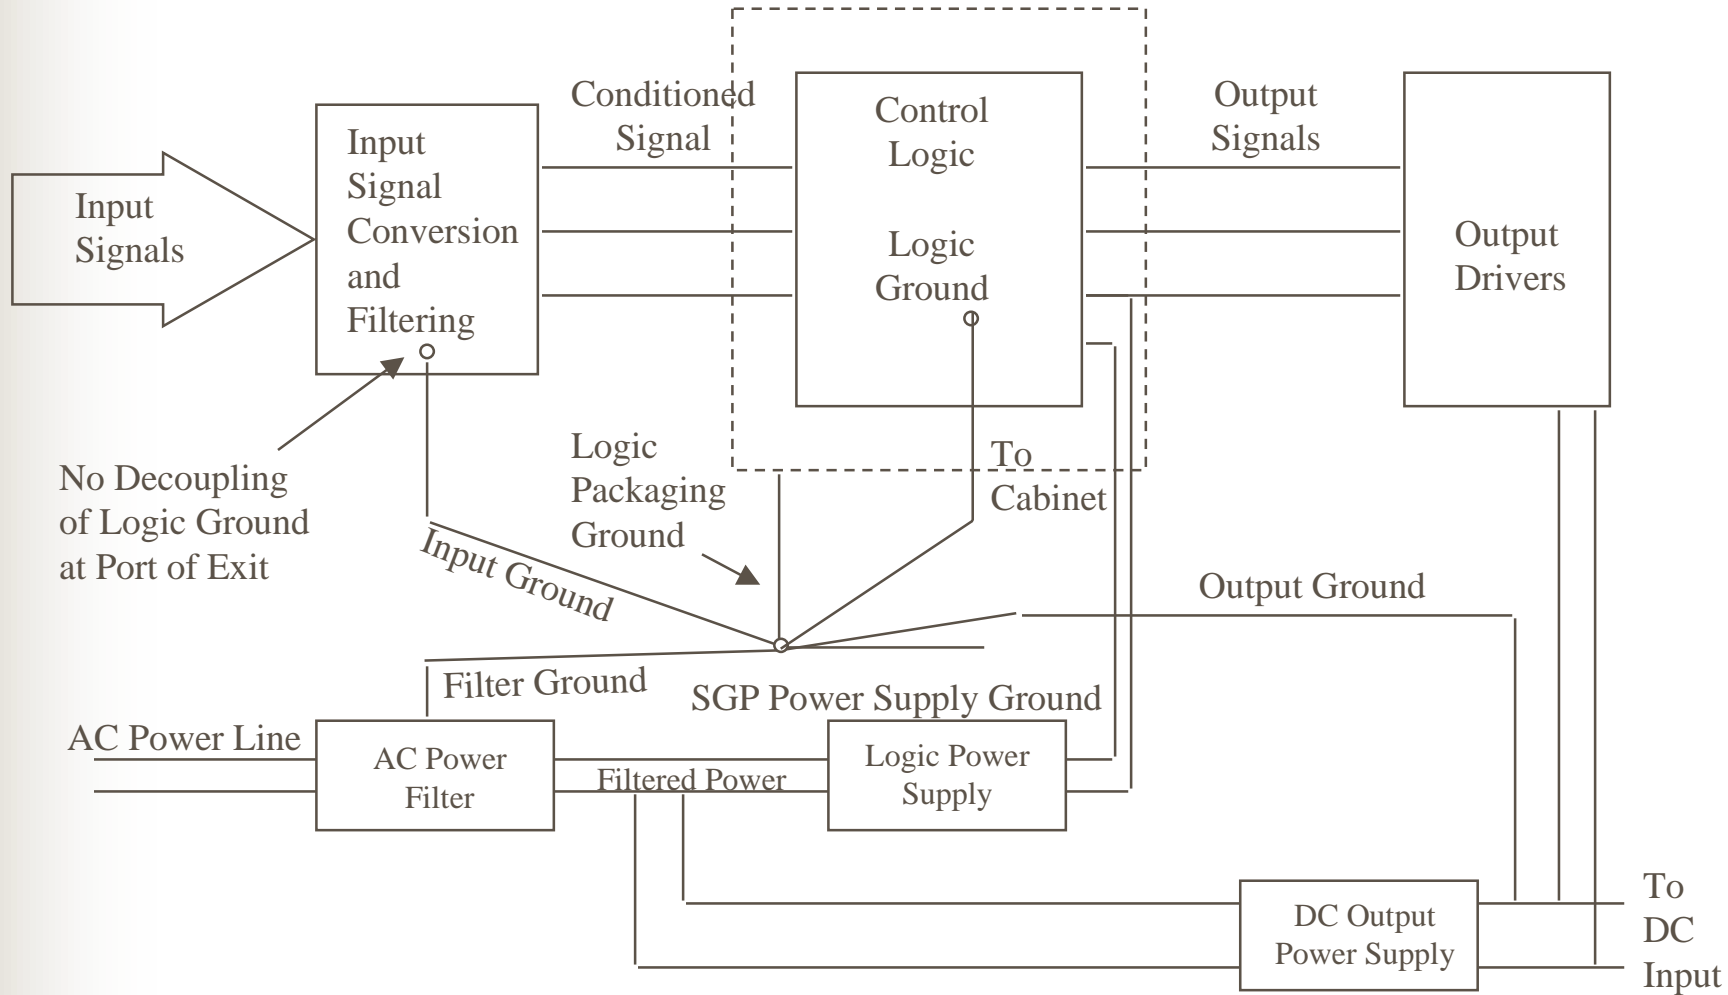 Input
Signals
Input
Signal
Conversion
and
Filtering
Conditioned
Signal
Control
Logic
Logic
Ground
Output
Signals
Output
Drivers
No Decoupling
of Logic Ground
at Port of Exit
Logic
Packaging
Ground
To
Cabinet
Input Ground
Output Ground
Filter Ground
SGP Power Supply Ground
AC Power Line
AC Power
Filter
Filtered Power
Logic Power
Supply
DC Output
Power Supply
To
DC
Input